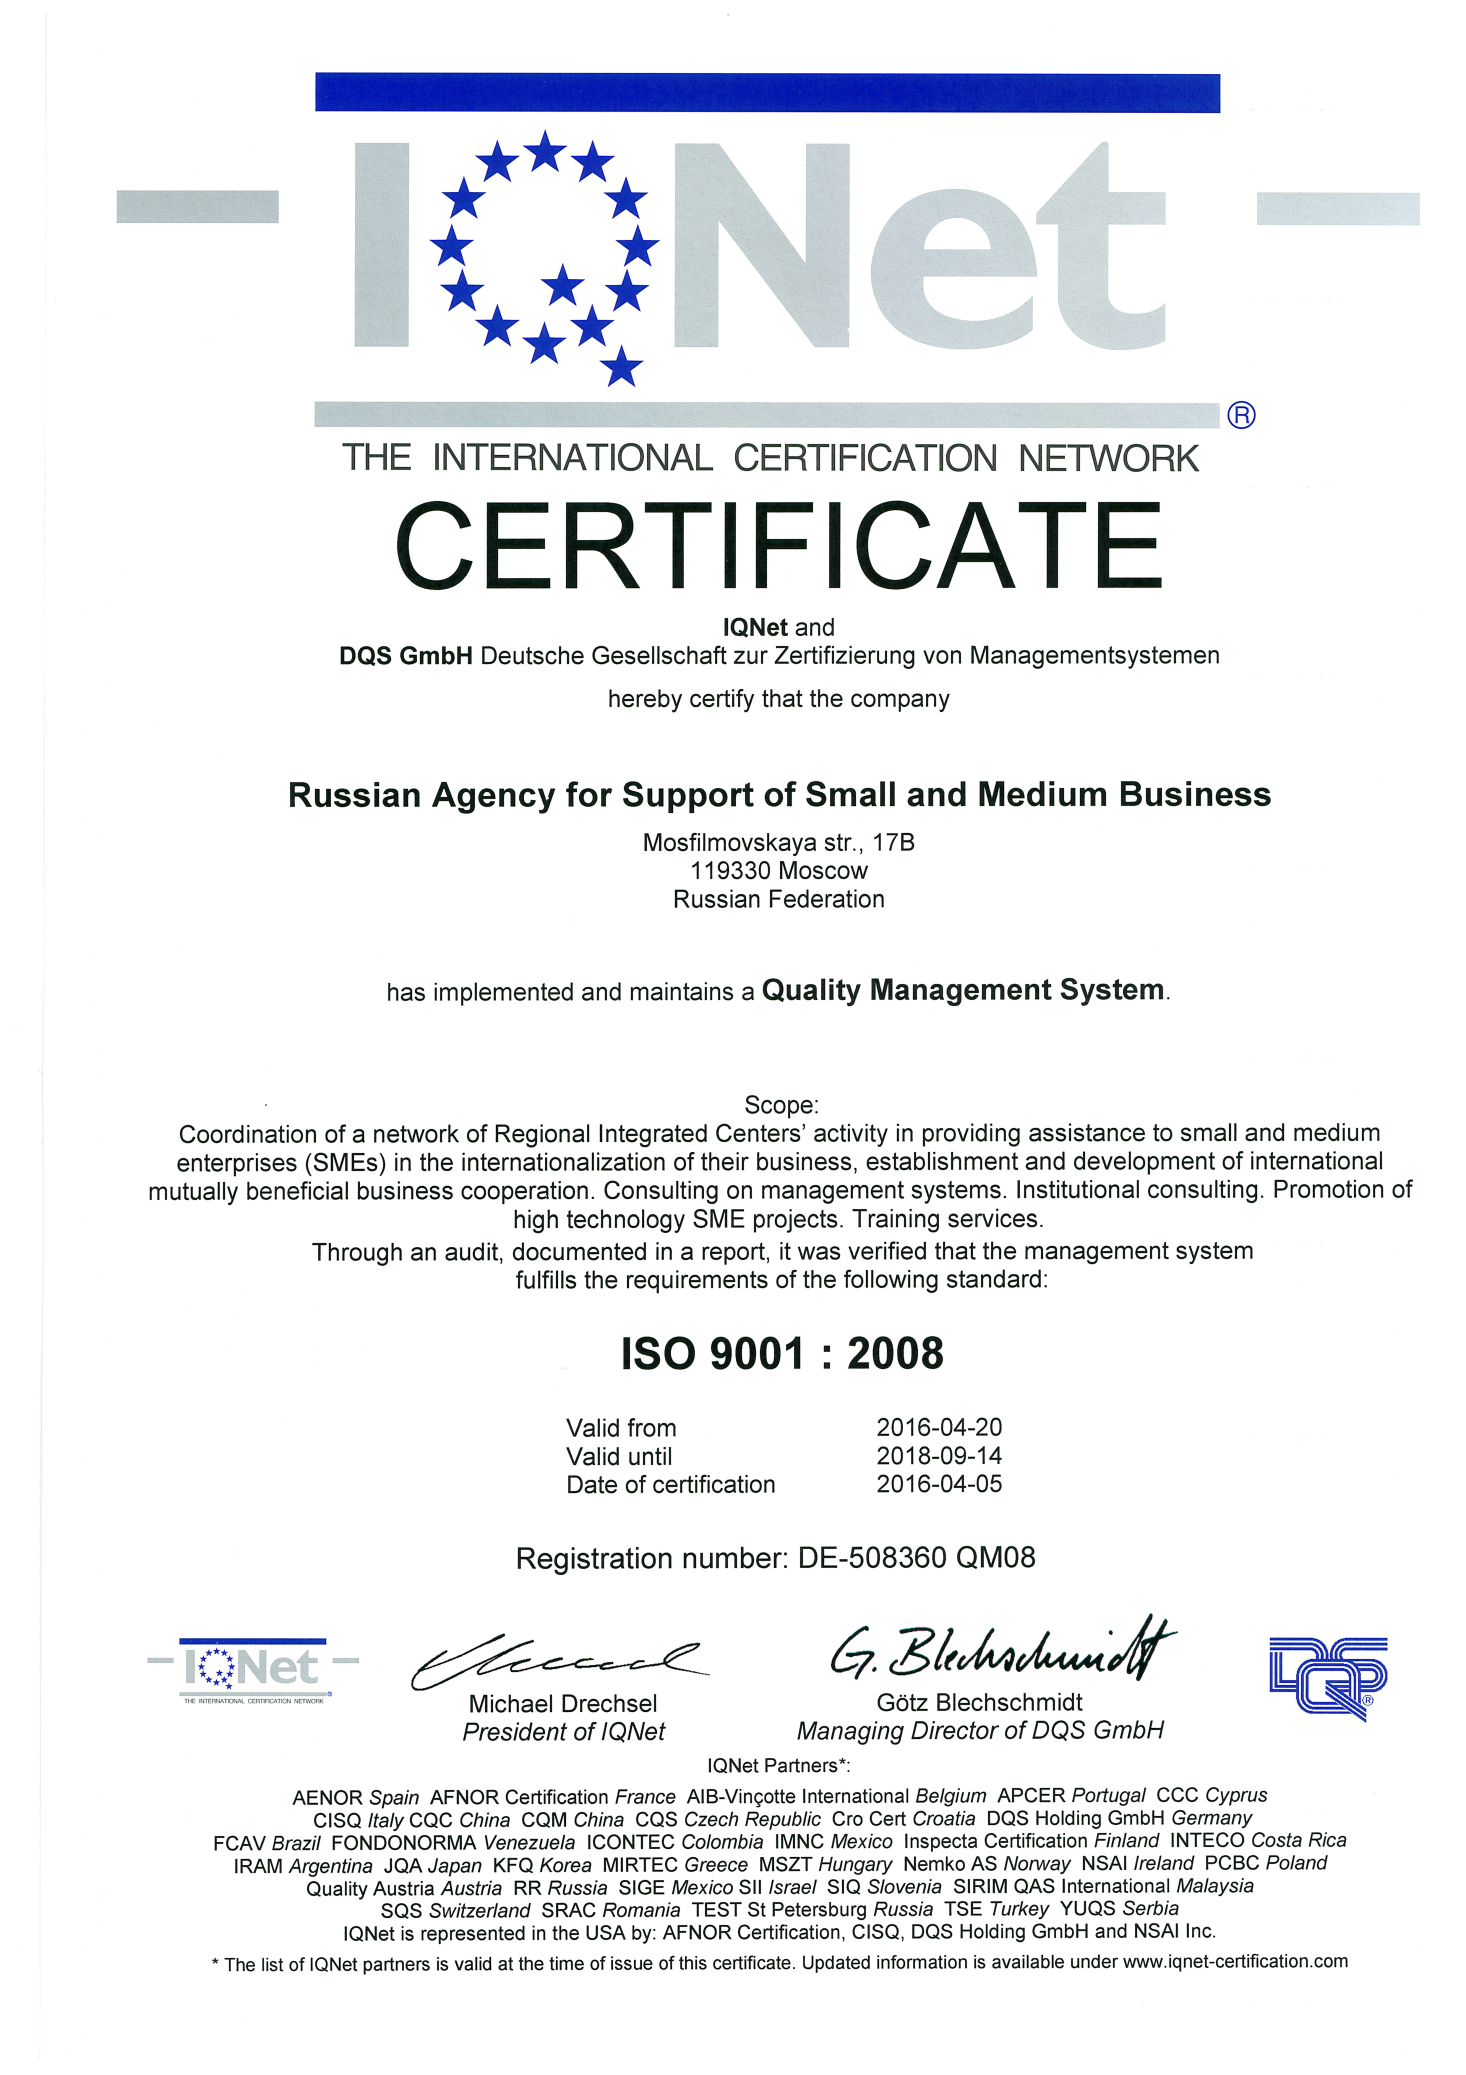 IQNet
®
THE INTERNATIONAL CERTIFICATION NETWORK
CERTIFICATE
IQNet and
DQS GmbH Deutsche Gesellschaft zur Zertifizierung von Managementsystemen
hereby certify that the company
Russian Agency for Support of Small and Medium Business
Mosfilmovskaya str., 17B
119330 Moscow
Russian Federation
has implemented and maintains a Quality Management System.
Scope:
Coordination of a network of Regional Integrated Centers’ activity in providing assistance to small and medium
enterprises (SMEs) in the internationalization of their business, establishment and development of international
mutually beneficial business cooperation. Consulting on management systems. Institutional consulting. Promotion of
high technology SME projects. Training services.
Through an audit, documented in a report, it was verified that the management system
fulfills the requirements of the following standard:
ISO 9001 : 2008
Valid from 2016-04-20
Valid until 2018-09-14
Date of certification 2016-04-05
Registration number: DE-508360 QM08
IQNet
®
THE INTERNATIONAL CERTIFICATION NETWORK
G. Blechschmidt
DQS ®
Michael Drechsel
President of IQNet
Götz Blechschmidt
Managing Director of DQS GmbH
IQNet Partners*:
AENOR Spain AFNOR Certification France AIB-Vinçotte International Belgium APCER Portugal CCC Cyprus
CISQ Italy CQC China CQM China CQS Czech Republic Cro Cert Croatia DQS Holding GmbH Germany
FCAV Brazil FONDONORMA Venezuela ICONTEC Colombia IMNC Mexico Inspecta Certification Finland INTECO Costa Rica
IRAM Argentina JQA Japan KFQ Korea MIRTEC Greece MSZT Hungary Nemko AS Norway NSAI Ireland PCBC Poland
Quality Austria Austria RR Russia SIGE Mexico SII Israel SIQ Slovenia SIRIM QAS International Malaysia
SQS Switzerland SRAC Romania TEST St Petersburg Russia TSE Turkey YUQS Serbia
IQNet is represented in the USA by: AFNOR Certification, CISQ, DQS Holding GmbH and NSAI Inc.
* The list of IQNet partners is valid at the time of issue of this certificate. Updated information is available under www.iqnet-certification.com